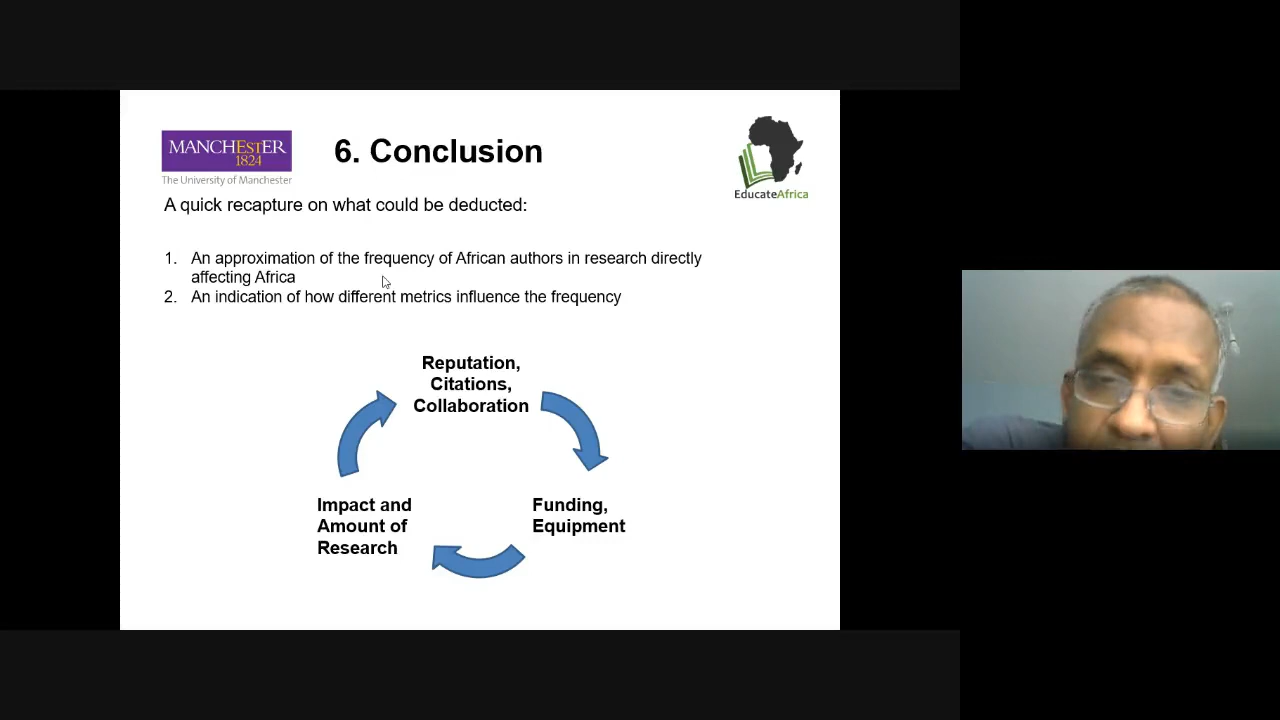 MANCHESTER
1824
The University of Manchester
6. Conclusion
EducateAfrica
A quick recapture on what could be deducted:
1. An approximation of the frequency of African authors in research directly
affecting Africa
2. An indication of how different metrics influence the frequency
Reputation,
Citations,
Collaboration
Funding,
Equipment
Impact and
Amount of
Research